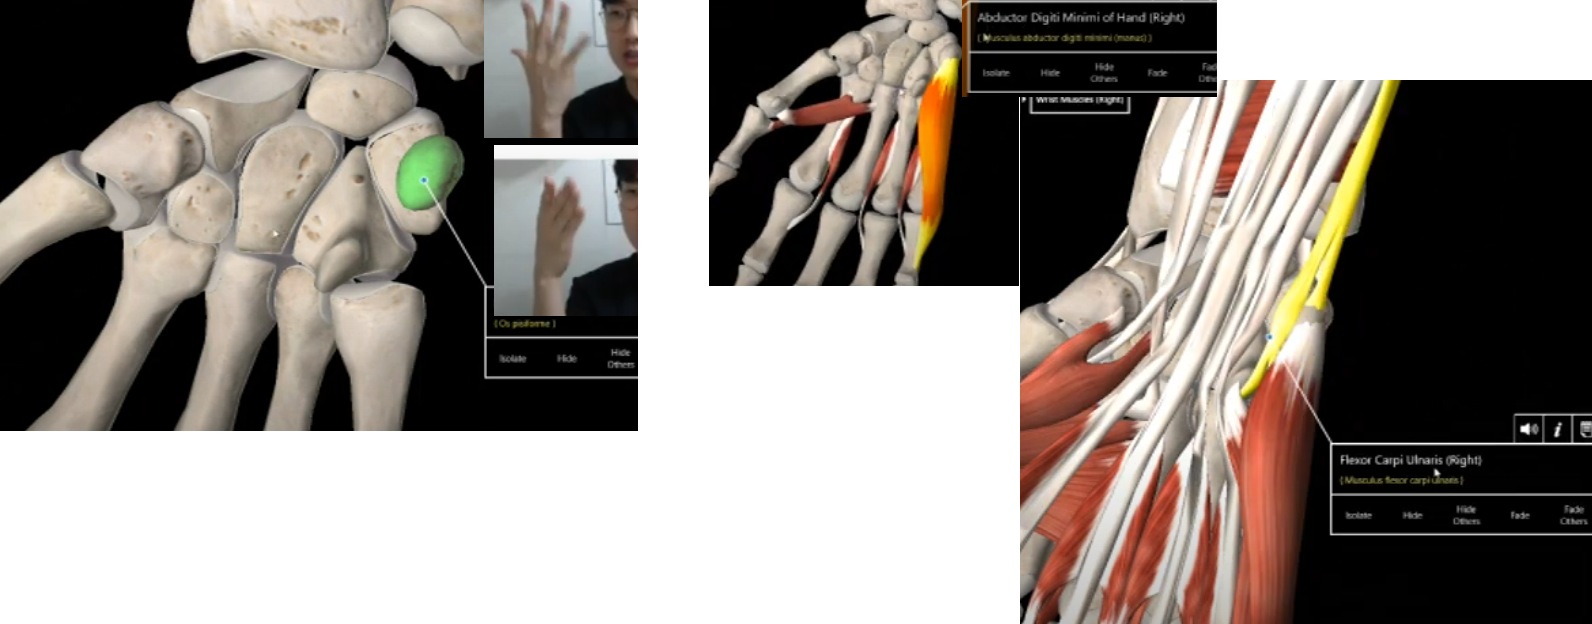 ( Os pisiforme )
Isolate
Hide
Hide
Others
Abductor Digiti Minimi of Hand (Right)
( Musculus abductor digiti minimi (manus) )
Isolate
Hide
Hide
Others
Fade
Wrist Muscles (Right)
Flexor Carpi Ulnaris (Right)
( Musculus flexor carpi ulnaris )
Isolate
Hide
Hide
Others
Fade
Fade
Others